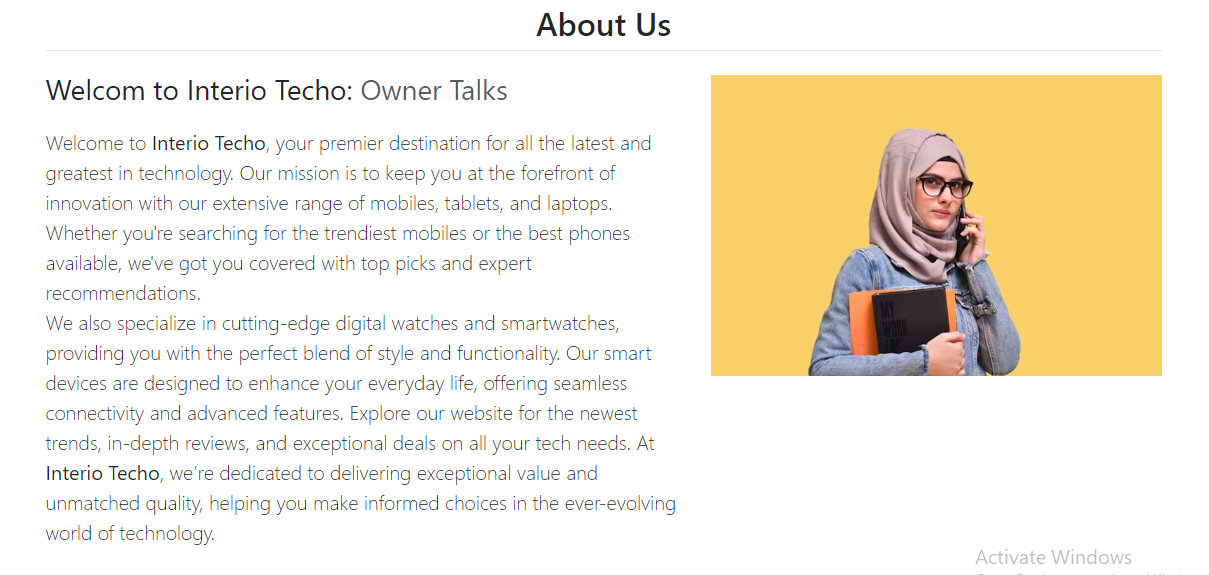 About Us
Welcom to Interio Techo: Owner Talks
Welcome to Interio Techo, your premier destination for all the latest and
greatest in technology. Our mission is to keep you at the forefront of
innovation with our extensive range of mobiles, tablets, and laptops.
Whether you're searching for the trendiest mobiles or the best phones
available, we've got you covered with top picks and expert
recommendations.
We also specialize in cutting-edge digital watches and smartwatches,
providing you with the perfect blend of style and functionality. Our smart
devices are designed to enhance your everyday life, offering seamless
connectivity and advanced features. Explore our website for the newest
trends, in-depth reviews, and exceptional deals on all your tech needs. At
Interio Techo, we’re dedicated to delivering exceptional value and
unmatched quality, helping you make informed choices in the ever-evolving
world of technology.
MY
WORK
Activate Windows